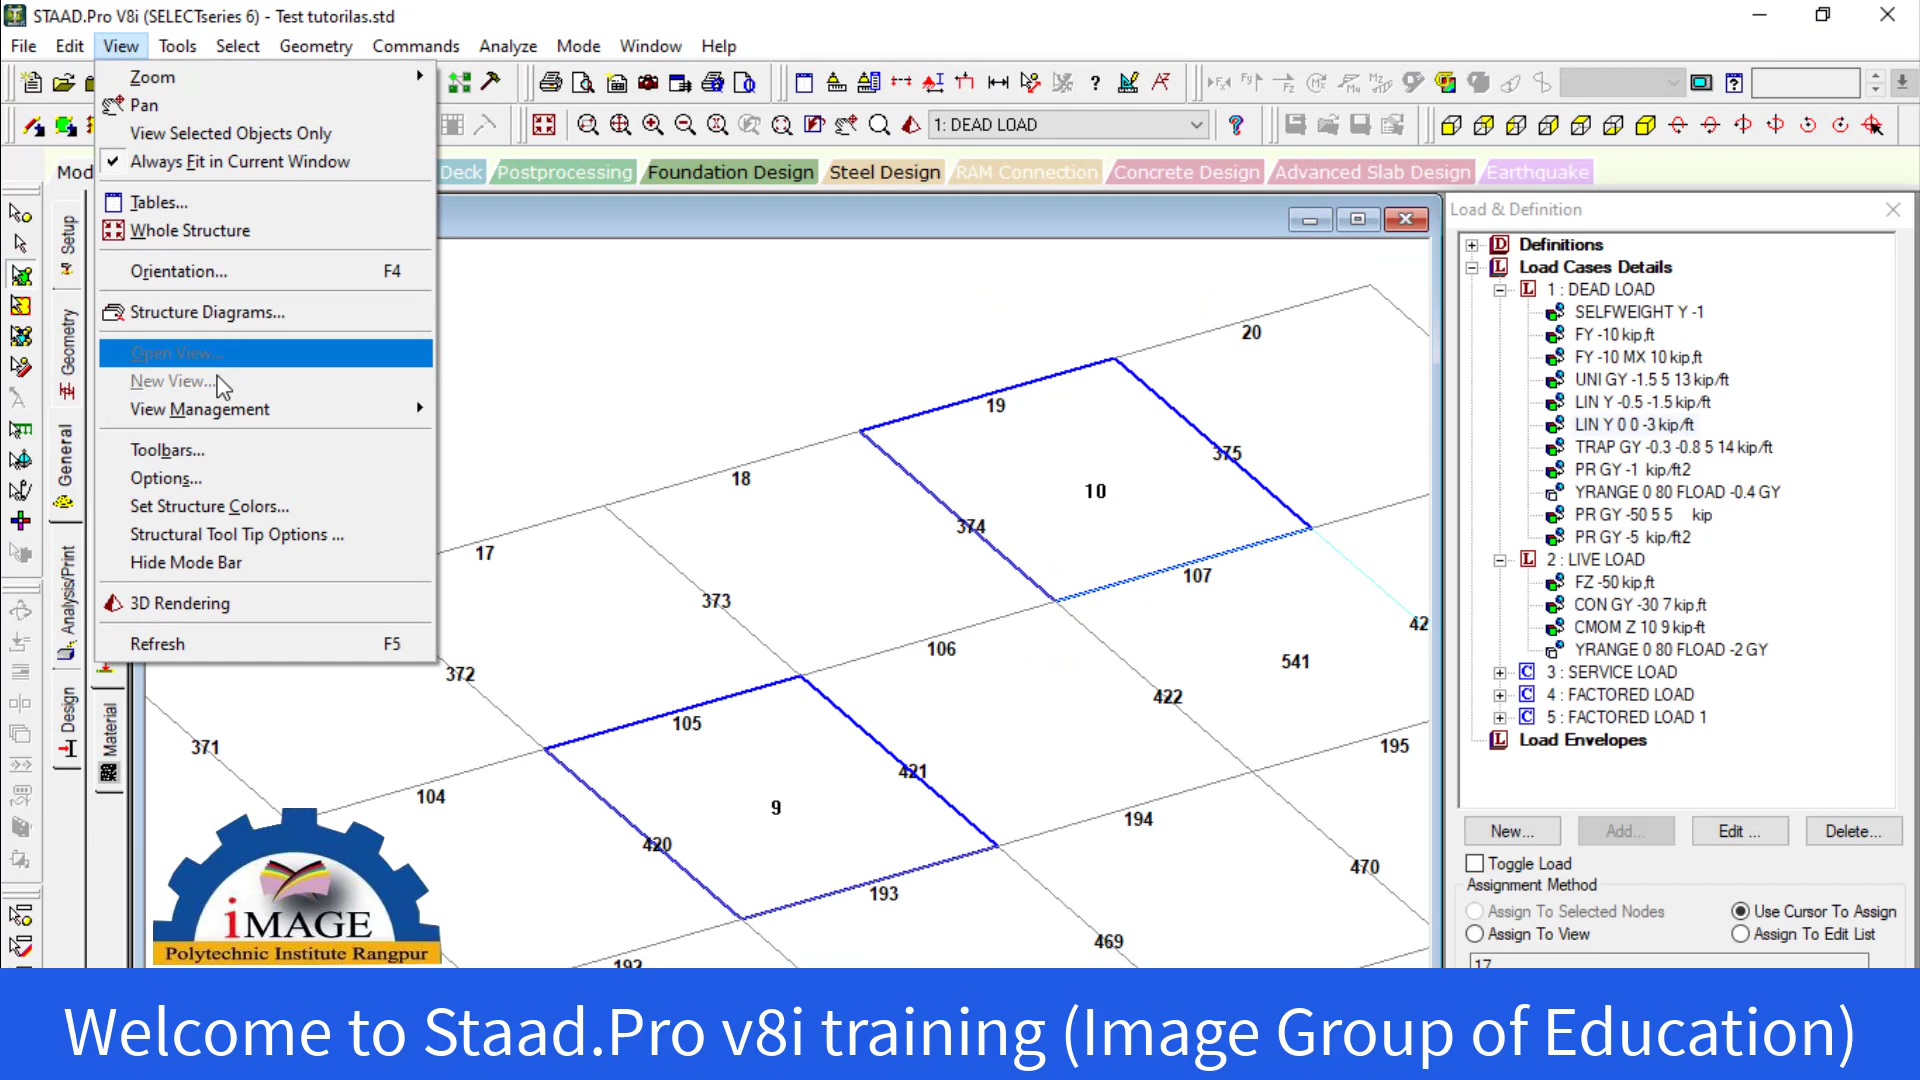 STAAD.Pro V8i (SELECTseries 6) - Test tutorilas.std
File Edit View Tools Select Geometry Commands Analyze Mode Window Help
1: DEAD LOAD
Mod
Deck Postprocessing Foundation Design Steel Design RAM Connection Concrete Design Advanced Slab Design Earthquake
Zoom
Pan
View Selected Objects Only
Always Fit in Current Window
Tables...
Whole Structure
Orientation... F4
Structure Diagrams...
Open View...
New View...
View Management
Toolbars...
Options...
Set Structure Colors...
Structural Tool Tip Options ...
Hide Mode Bar
3D Rendering
Refresh F5
Setup
Geometry
General
Analysis/Print
Design
Material
20
19
375
18
10
374
17
107
373
42
106
541
372
422
105
195
371
421
104
9
194
420
470
193
469
192
iMAGE
Polytechnic Institute Rangpur
Load & Definition
Definitions
Load Cases Details
1 : DEAD LOAD
SELFWEIGHT Y -1
FY -10 kip,ft
FY -10 MX 10 kip,ft
UNI GY -1.5 5 13 kip/ft
LIN Y -0.5 -1.5 kip/ft
LIN Y 0 0 -3 kip/ft
TRAP GY -0.3 -0.8 5 14 kip/ft
PR GY -1 kip/ft2
YRANGE 0 80 FLOAD -0.4 GY
PR GY -50 5 5 kip
PR GY -5 kip/ft2
2 : LIVE LOAD
FZ -50 kip,ft
CON GY -30 7 kip,ft
CMOM Z 10 9 kip-ft
YRANGE 0 80 FLOAD -2 GY
3 : SERVICE LOAD
4 : FACTORED LOAD
5 : FACTORED LOAD 1
Load Envelopes
New... Add... Edit ... Delete...
Toggle Load
Assignment Method
Assign To Selected Nodes Use Cursor To Assign
Assign To View Assign To Edit List
17
Welcome to Staad.Pro v8i training (Image Group of Education)